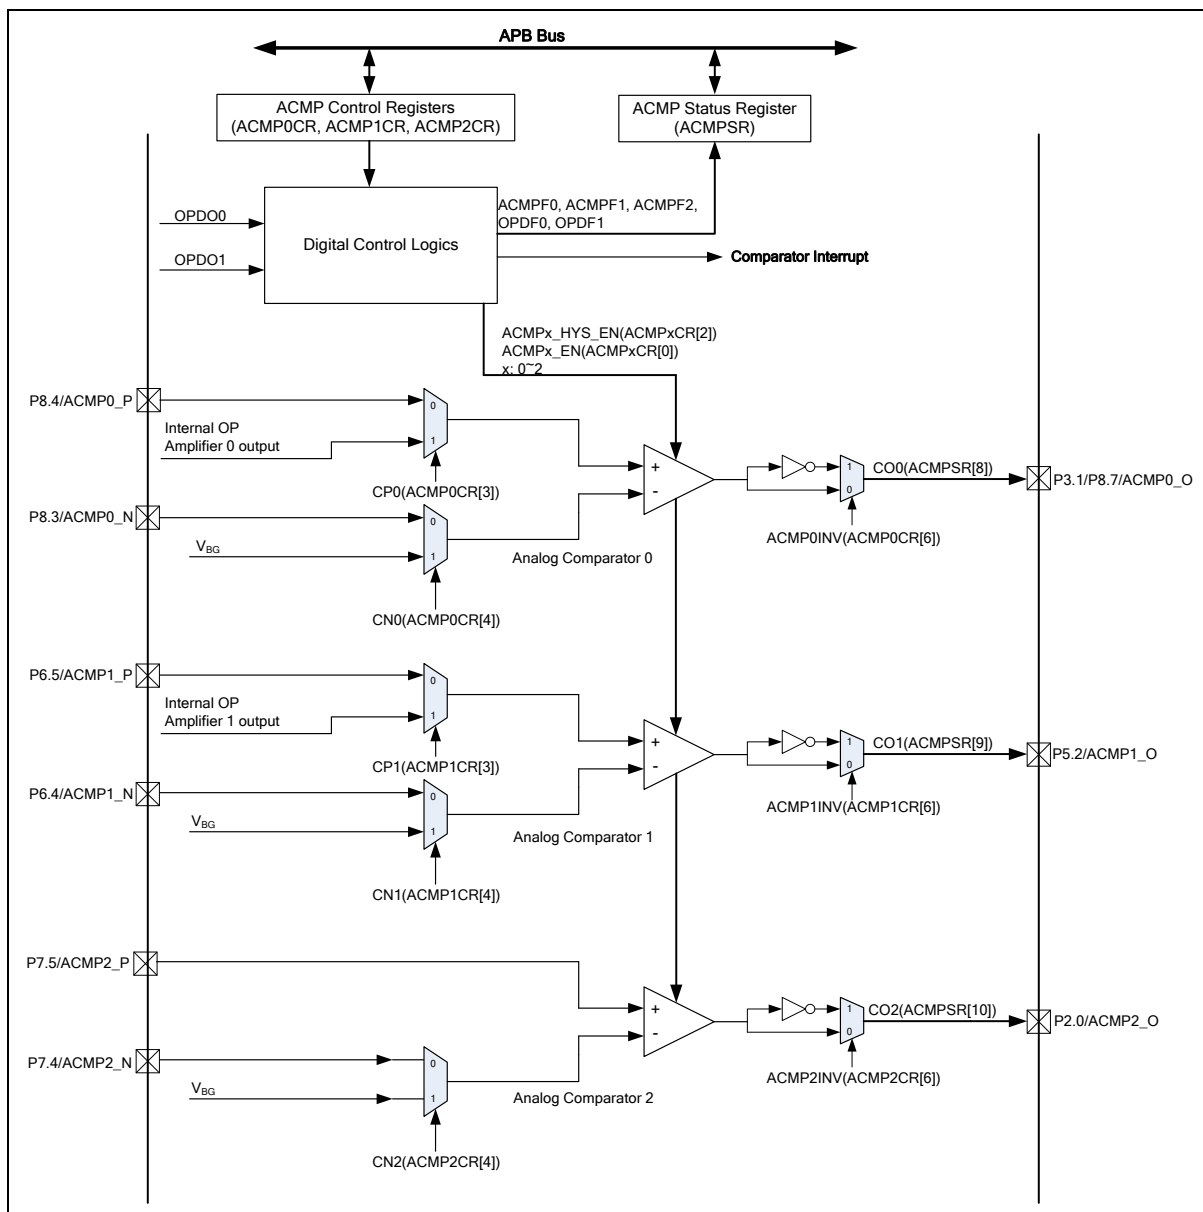 APB Bus
ACMP Control Registers
(ACMP0CR, ACMP1CR, ACMP2CR)
ACMP Status Register
(ACMPSR)
OPDO0
OPDO1
Digital Control Logics
ACMPF0, ACMPF1, ACMPF2,
OPDF0, OPDF1
Comparator Interrupt
ACMPx_HYS_EN(ACMPxCR[2])
ACMPx_EN(ACMPxCR[0])
x: 0~2
P8.4/ACMP0_P
0
Internal OP
Amplifier 0 output
1
CP0(ACMP0CR[3])
P8.3/ACMP0_N
0
VBG
1
CN0(ACMP0CR[4])
+
-
Analog Comparator 0
1
0
CO0(ACMPSR[8])
P3.1/P8.7/ACMP0_O
ACMP0INV(ACMP0CR[6])
P6.5/ACMP1_P
0
Internal OP
Amplifier 1 output
1
CP1(ACMP1CR[3])
P6.4/ACMP1_N
0
VBG
1
CN1(ACMP1CR[4])
+
-
Analog Comparator 1
1
0
CO1(ACMPSR[9])
P5.2/ACMP1_O
ACMP1INV(ACMP1CR[6])
P7.5/ACMP2_P
P7.4/ACMP2_N
0
VBG
1
CN2(ACMP2CR[4])
+
-
Analog Comparator 2
1
0
CO2(ACMPSR[10])
P2.0/ACMP2_O
ACMP2INV(ACMP2CR[6])